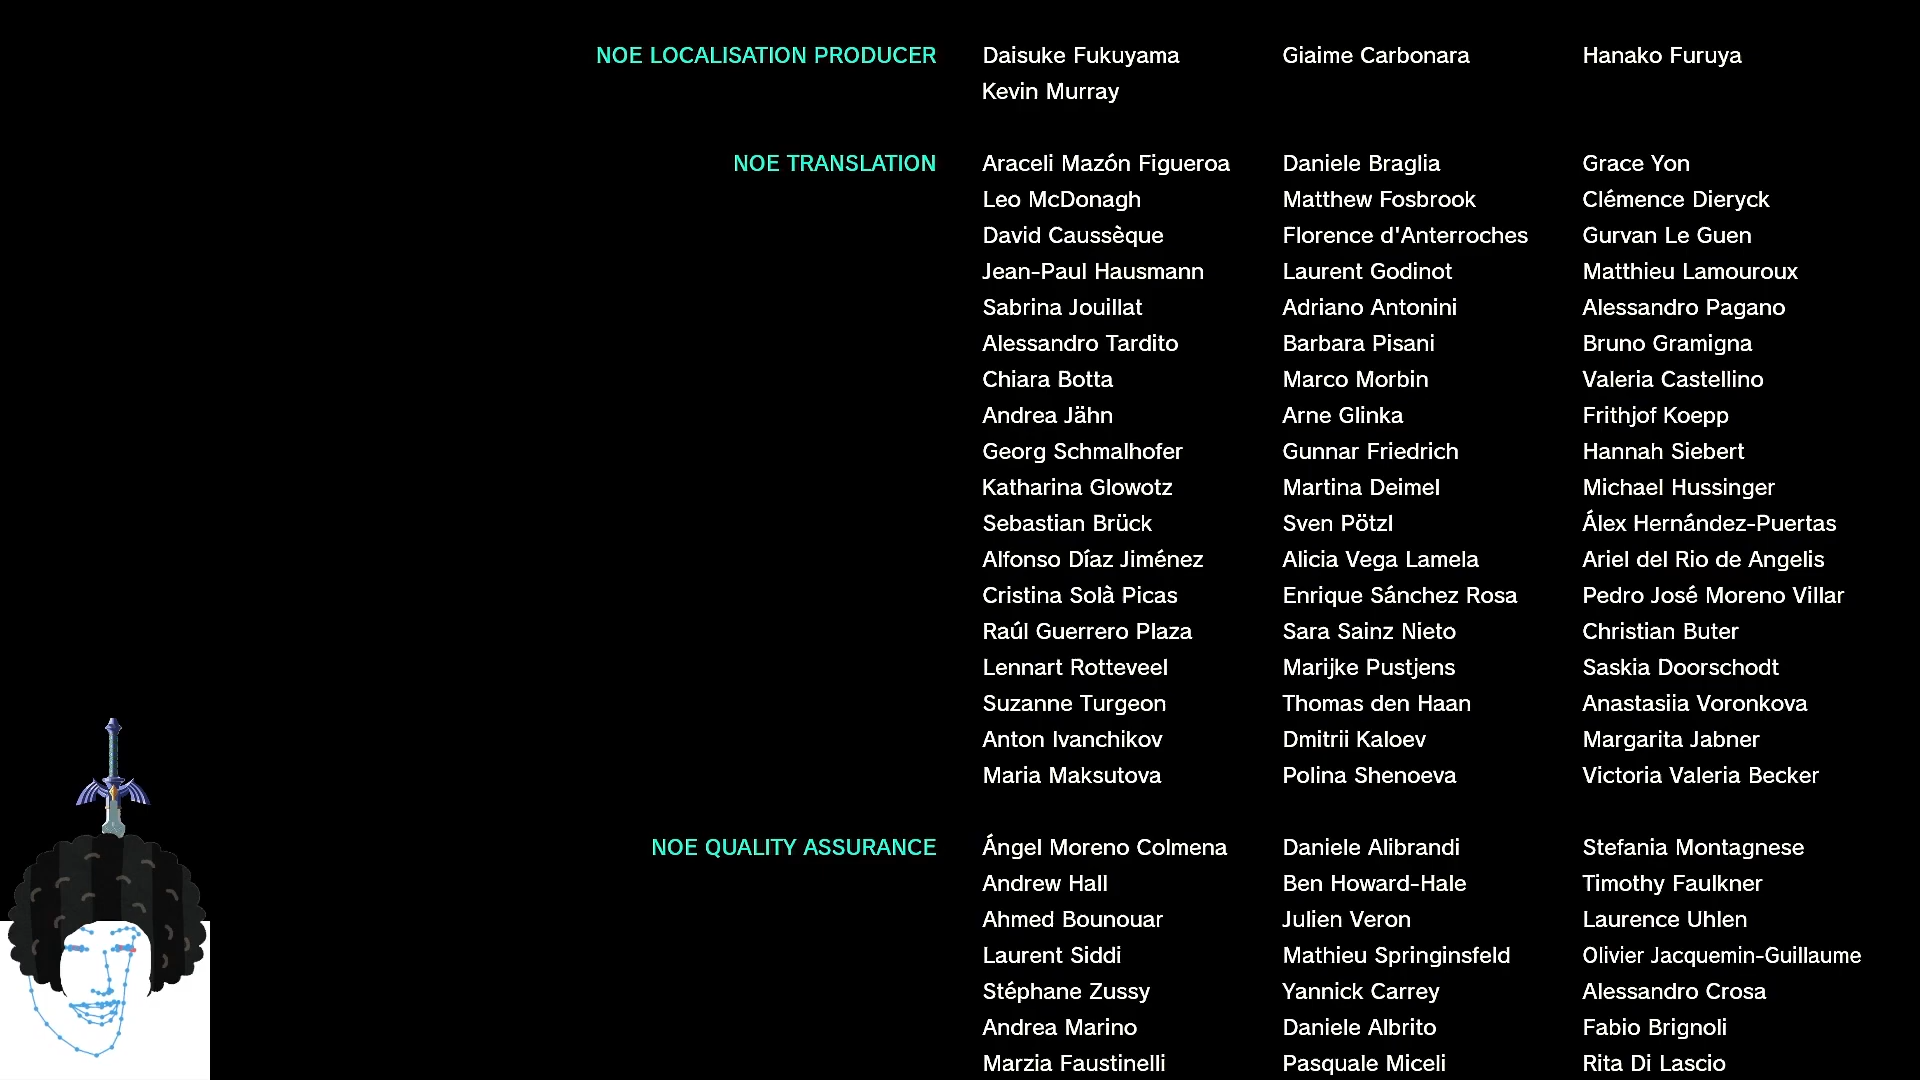 NOE LOCALISATION PRODUCER Daisuke Fukuyama Giaime Carbonara Hanako Furuya
Kevin Murray
NOE TRANSLATION Araceli Mazón Figueroa Daniele Braglia Grace Yon
Leo McDonagh Matthew Fosbrook Clémence Dieryck
David Caussèque Florence d'Anterroches Gurvan Le Guen
Jean-Paul Hausmann Laurent Godinot Matthieu Lamouroux
Sabrina Jouillat Adriano Antonini Alessandro Pagano
Alessandro Tardito Barbara Pisani Bruno Gramigna
Chiara Botta Marco Morbin Valeria Castellino
Andrea Jähn Arne Glinka Frithjof Koepp
Georg Schmalhofer Gunnar Friedrich Hannah Siebert
Katharina Glowotz Martina Deimel Michael Hussinger
Sebastian Brück Sven Pötzl Álex Hernández-Puertas
Alfonso Díaz Jiménez Alicia Vega Lamela Ariel del Rio de Angelis
Cristina Solà Picas Enrique Sánchez Rosa Pedro José Moreno Villar
Raúl Guerrero Plaza Sara Sainz Nieto Christian Buter
Lennart Rotteveel Marijke Pustjens Saskia Doorschodt
Suzanne Turgeon Thomas den Haan Anastasiia Voronkova
Anton Ivanchikov Dmitrii Kaloev Margarita Jabner
Maria Maksutova Polina Shenoeva Victoria Valeria Becker
NOE QUALITY ASSURANCE Ángel Moreno Colmena Daniele Alibrandi Stefania Montagnese
Andrew Hall Ben Howard-Hale Timothy Faulkner
Ahmed Bounouar Julien Veron Laurence Uhlen
Laurent Siddi Mathieu Springinsfeld Olivier Jacquemin-Guillaume
Stéphane Zussy Yannick Carrey Alessandro Crosa
Andrea Marino Daniele Albrito Fabio Brignoli
Marzia Faustinelli Pasquale Miceli Rita Di Lascio